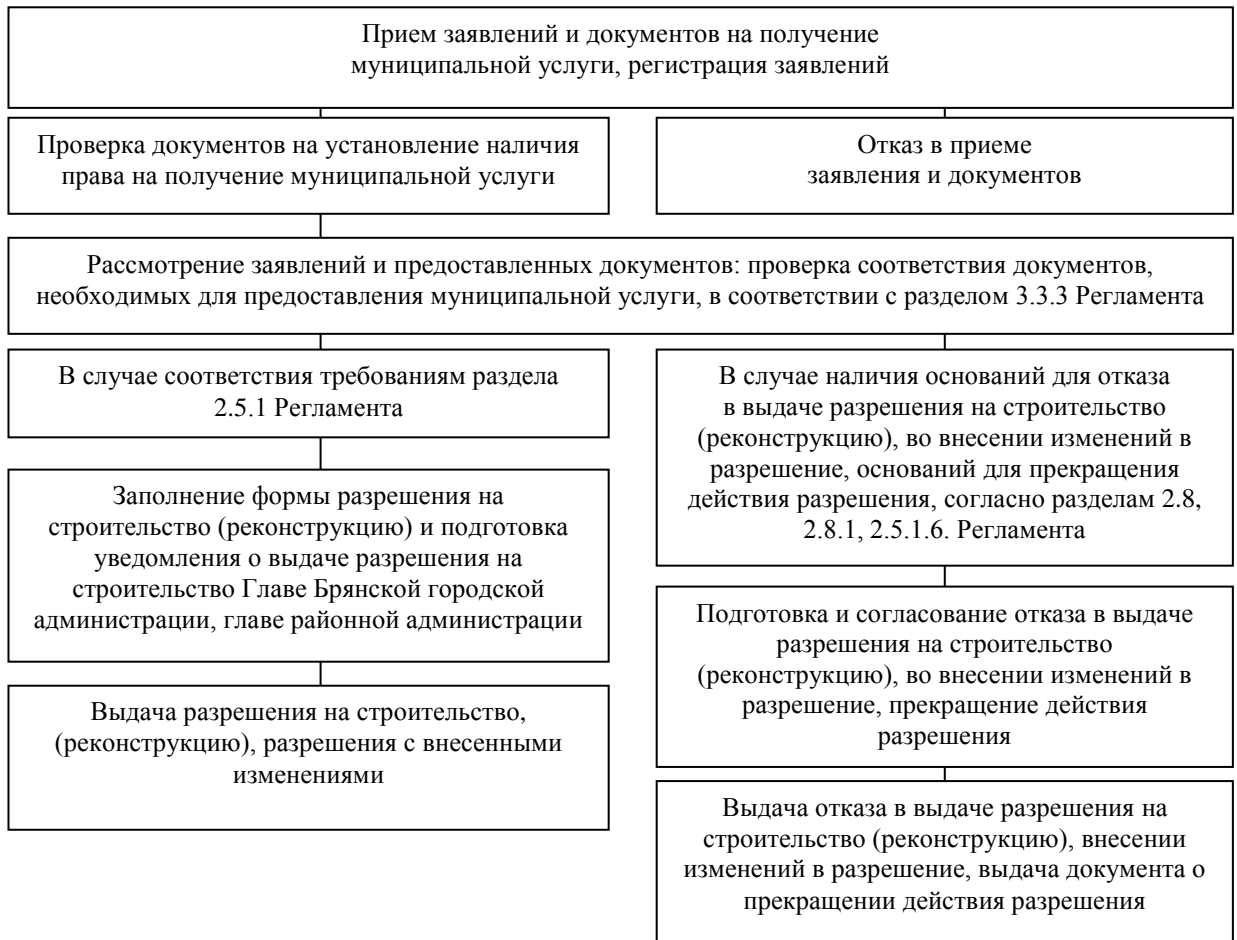 Прием заявлений и документов на получение
муниципальной услуги, регистрация заявлений
Проверка документов на установление наличия
права на получение муниципальной услуги
Отказ в приеме
заявления и документов
Рассмотрение заявлений и предоставленных документов: проверка соответствия документов,
необходимых для предоставления муниципальной услуги, в соответствии с разделом 3.3.3 Регламента
В случае соответствия требованиям раздела
2.5.1 Регламента
Заполнение формы разрешения на
строительство (реконструкцию) и подготовка
уведомления о выдаче разрешения на
строительство Главе Брянской городской
администрации, главе районной администрации
Выдача разрешения на строительство,
(реконструкцию), разрешения с внесенными
изменениями
В случае наличия оснований для отказа
в выдаче разрешения на строительство
(реконструкцию), во внесении изменений в
разрешение, оснований для прекращения
действия разрешения, согласно разделам 2.8,
2.8.1, 2.5.1.6. Регламента
Подготовка и согласование отказа в выдаче
разрешения на строительство
(реконструкцию), во внесении изменений в
разрешение, прекращение действия
разрешения
Выдача отказа в выдаче разрешения на
строительство (реконструкцию), внесении
изменений в разрешение, выдача документа о
прекращении действия разрешения